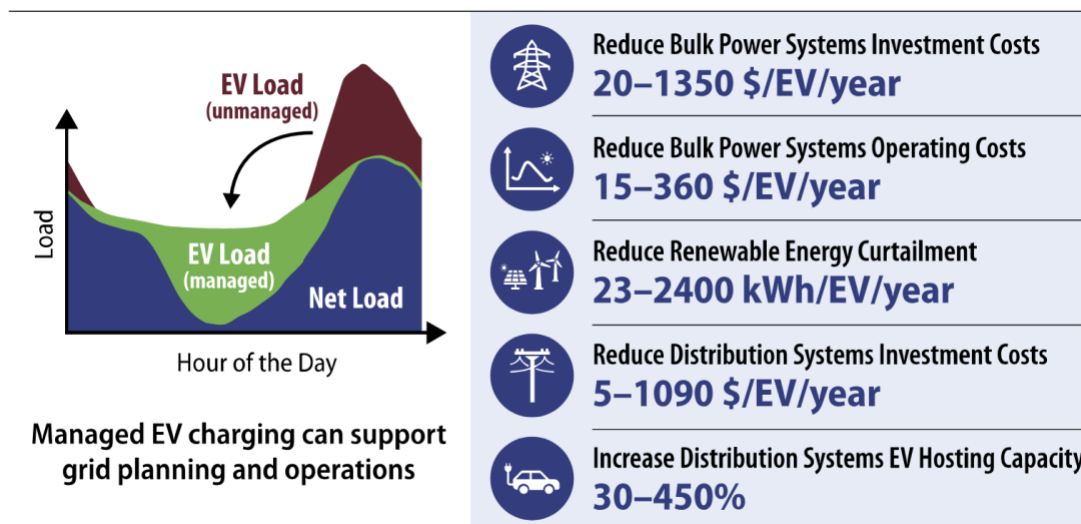 EV Load
(unmanaged)
Load
EV Load
(managed)
Net Load
Hour of the Day
Managed EV charging can support
grid planning and operations
Reduce Bulk Power Systems Investment Costs
20–1350 $/EV/year
Reduce Bulk Power Systems Operating Costs
15–360 $/EV/year
Reduce Renewable Energy Curtailment
23–2400 kWh/EV/year
Reduce Distribution Systems Investment Costs
5–1090 $/EV/year
Increase Distribution Systems EV Hosting Capacity
30–450%